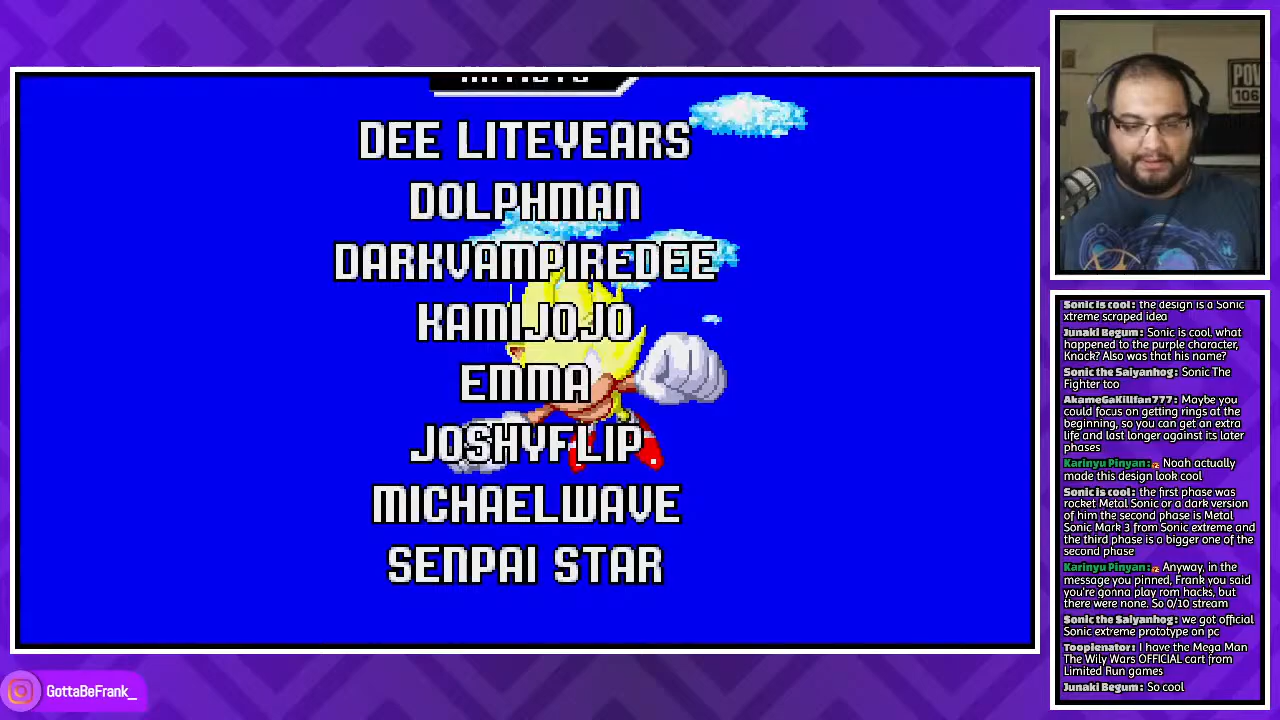 DEE LITEYEARS
DOLPHMAN
DARKVAMPIREDEE
KAMIJOJO
EMMA
JOSHYFLIP
MICHAELWAVE
SENPAI STAR
POW
106
Sonic is cool: the design is a Sonic
xtreme scraped idea
Junaki Begum: Sonic is cool, what
happened to the purple character,
Knack? Also was that his name?
Sonic the Saiyanhog: Sonic The
Fighter too
AkameGaKillfan777: Maybe you
could focus on getting rings at the
beginning, so you can get an extra
life and last longer against its later
phases
Karinyu Pinyan: Noah actually
made this design look cool
Sonic is cool: the first phase was
rocket Metal Sonic or a dark version
of him the second phase is Metal
Sonic Mark 3 from Sonic extreme and
the third phase is a bigger one of the
second phase
Karinyu Pinyan: Anyway, in the
message you pinned, Frank you said
you're gonna play rom hacks, but
there were none. So 0/10 stream
Sonic the Saiyanhog: we got official
Sonic extreme prototype on pc
Tooplenator: I have the Mega Man
The Wily Wars OFFICIAL cart from
Limited Run games
Junaki Begum: So cool
GottaBeFrank_